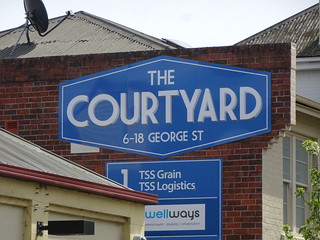 THE
COURTYARD
6-18 GEORGE ST
1 TSS Grain
TSS Logistics
wellways